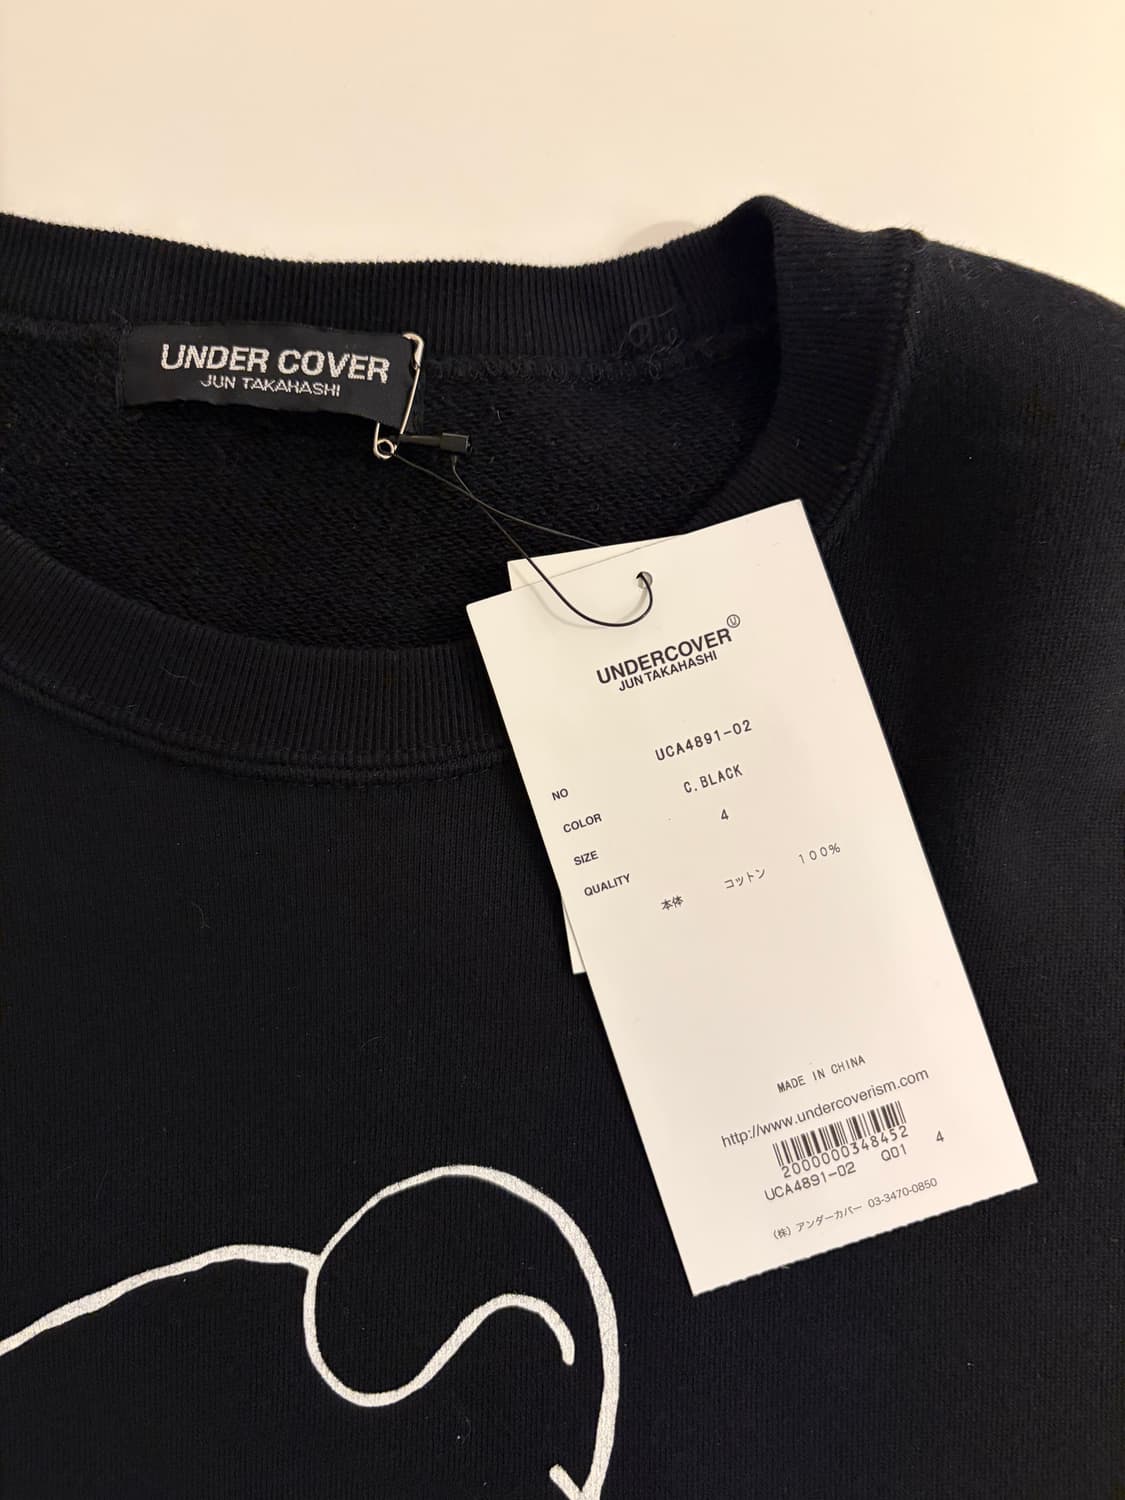 UNDER COVER
JUN TAKAHASHI
UNDERCOVER Ⓤ
JUN TAKAHASHI
NO UCA4891-02
COLOR C.BLACK
SIZE 4
QUALITY
本体 コットン 100%
MADE IN CHINA
http://www.undercoverism.com
2000000348452
UCA4891-02 Q01 4
(株) アンダーカバー 03-3470-0850